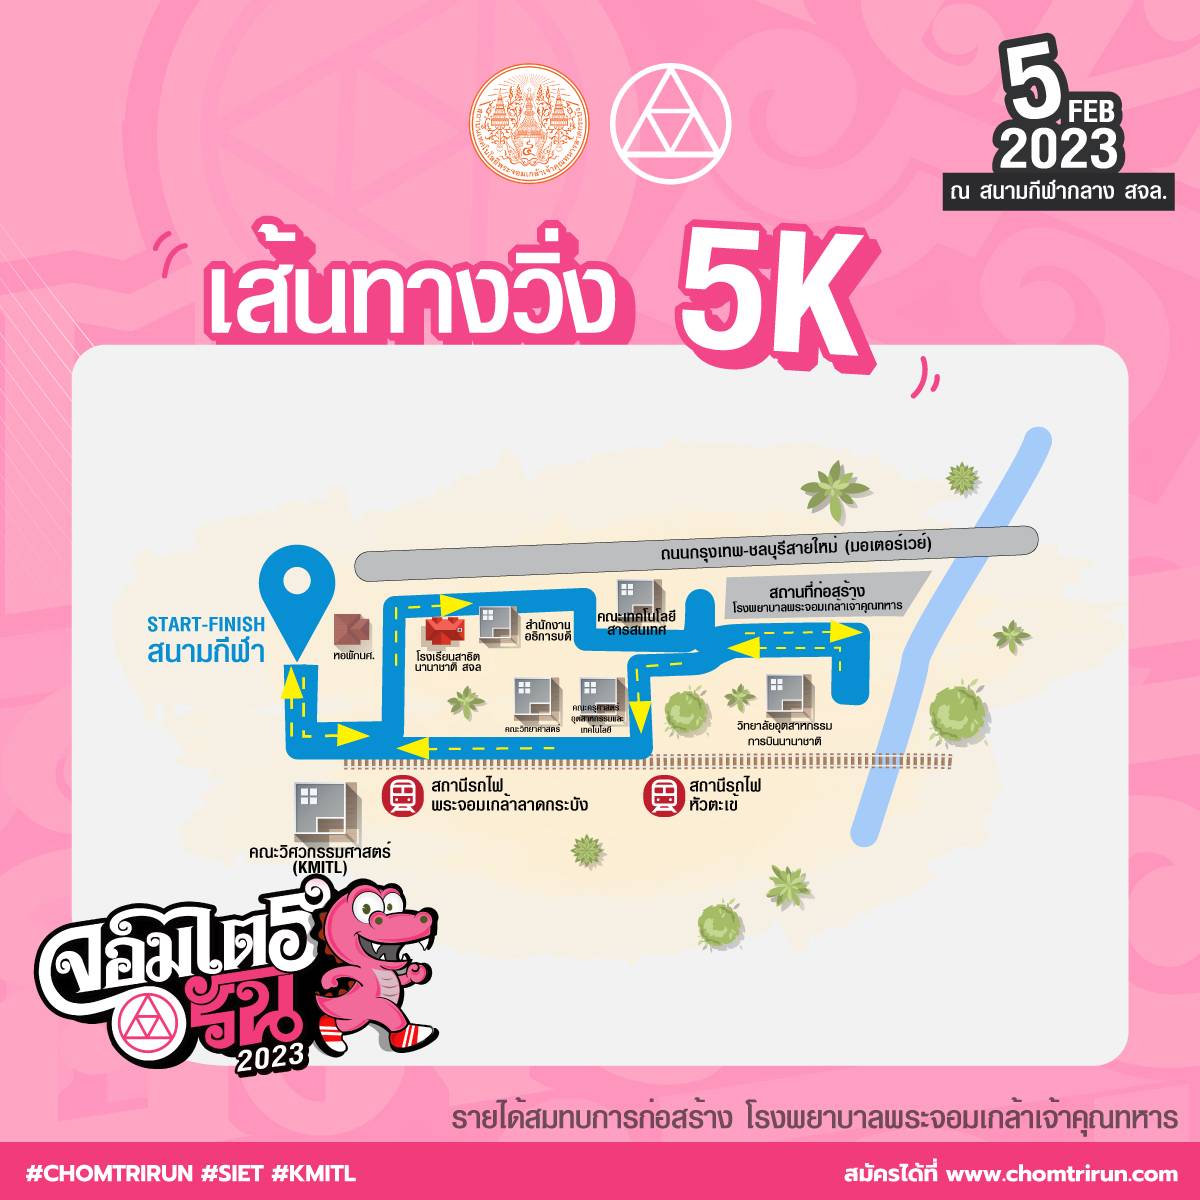 5
FEB
2023
ณ สนามกีฬากลาง สจล.
เส้นทางวิ่ง 5K
ถนนกรุงเทพ-ชลบุรีสายใหม่ (มอเตอร์เวย์)
สถานที่ก่อสร้าง
โรงพยาบาลพระจอมเกล้าเจ้าคุณทหาร
START-FINISH
สนามกีฬา
หอพักนศ.
โรงเรียนสาธิต
นานาชาติ สจล
สำนักงาน
อธิการบดี
คณะเทคโนโลยี
สารสนเทศ
คณะวิทยาศาสตร์
คณะครุศาสตร์
อุตสาหกรรมและ
เทคโนโลยี
วิทยาลัยอุตสาหกรรม
การบินนานาชาติ
สถานีรถไฟ
พระจอมเกล้าลาดกระบัง
สถานีรถไฟ
หัวตะเข้
คณะวิศวกรรมศาสตร์
(KMITL)
จอมไตร
รัน
2023
รายได้สมทบการก่อสร้าง โรงพยาบาลพระจอมเกล้าเจ้าคุณทหาร
#CHOMTRIRUN #SIET #KMITL
สมัครได้ที่ www.chomtrirun.com